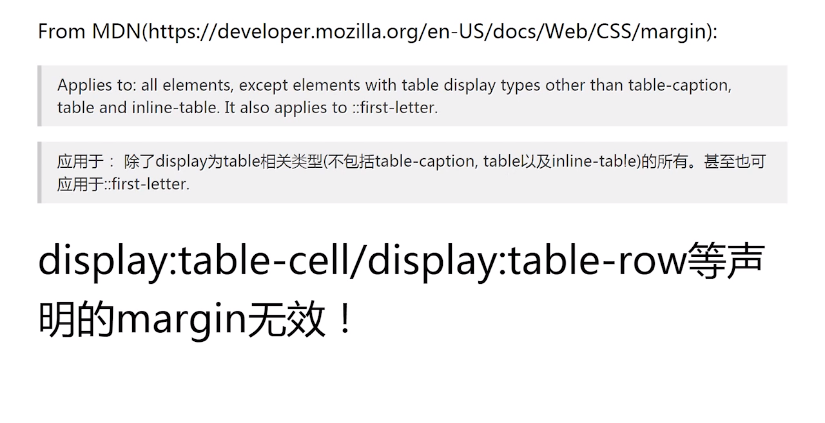 From MDN(https://developer.mozilla.org/en-US/docs/Web/CSS/margin):
Applies to: all elements, except elements with table display types other than table-caption,
table and inline-table. It also applies to ::first-letter.
应用于： 除了display为table相关类型(不包括table-caption, table以及inline-table)的所有。甚至也可
应用于::first-letter.
display:table-cell/display:table-row等声
明的margin无效！